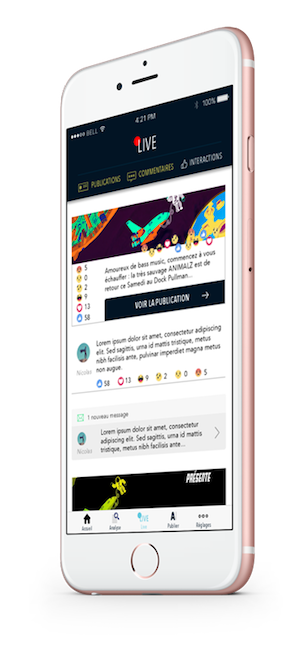 BELL
4:21 PM
100%
LIVE
PUBLICATIONS
COMMENTAIRES
INTERACTIONS
5
0
2
9
13
58
Amoureux de bass music, commencez à vous
échauffer : la très sauvage ANIMALZ est de
retour ce Samedi au Dock Pullman...
VOIR LA PUBLICATION
Lorem ipsum dolor sit amet, consectetur adipiscing
elit. Sed sagittis, urna id mattis tristique, metus
nibh facilisis ante, pulvinar imperdiet magna metus
non augue.
Nicolas
58 13 9 2 0 5
1 nouveau message
Lorem ipsum dolor sit amet, consectetur
adipiscing elit. Sed sagittis, urna id mattis
nibh facilisis ante...
Nicolas
PRÉSENTE
Accueil
Analyse
LIVE
Live
Publier
Réglages